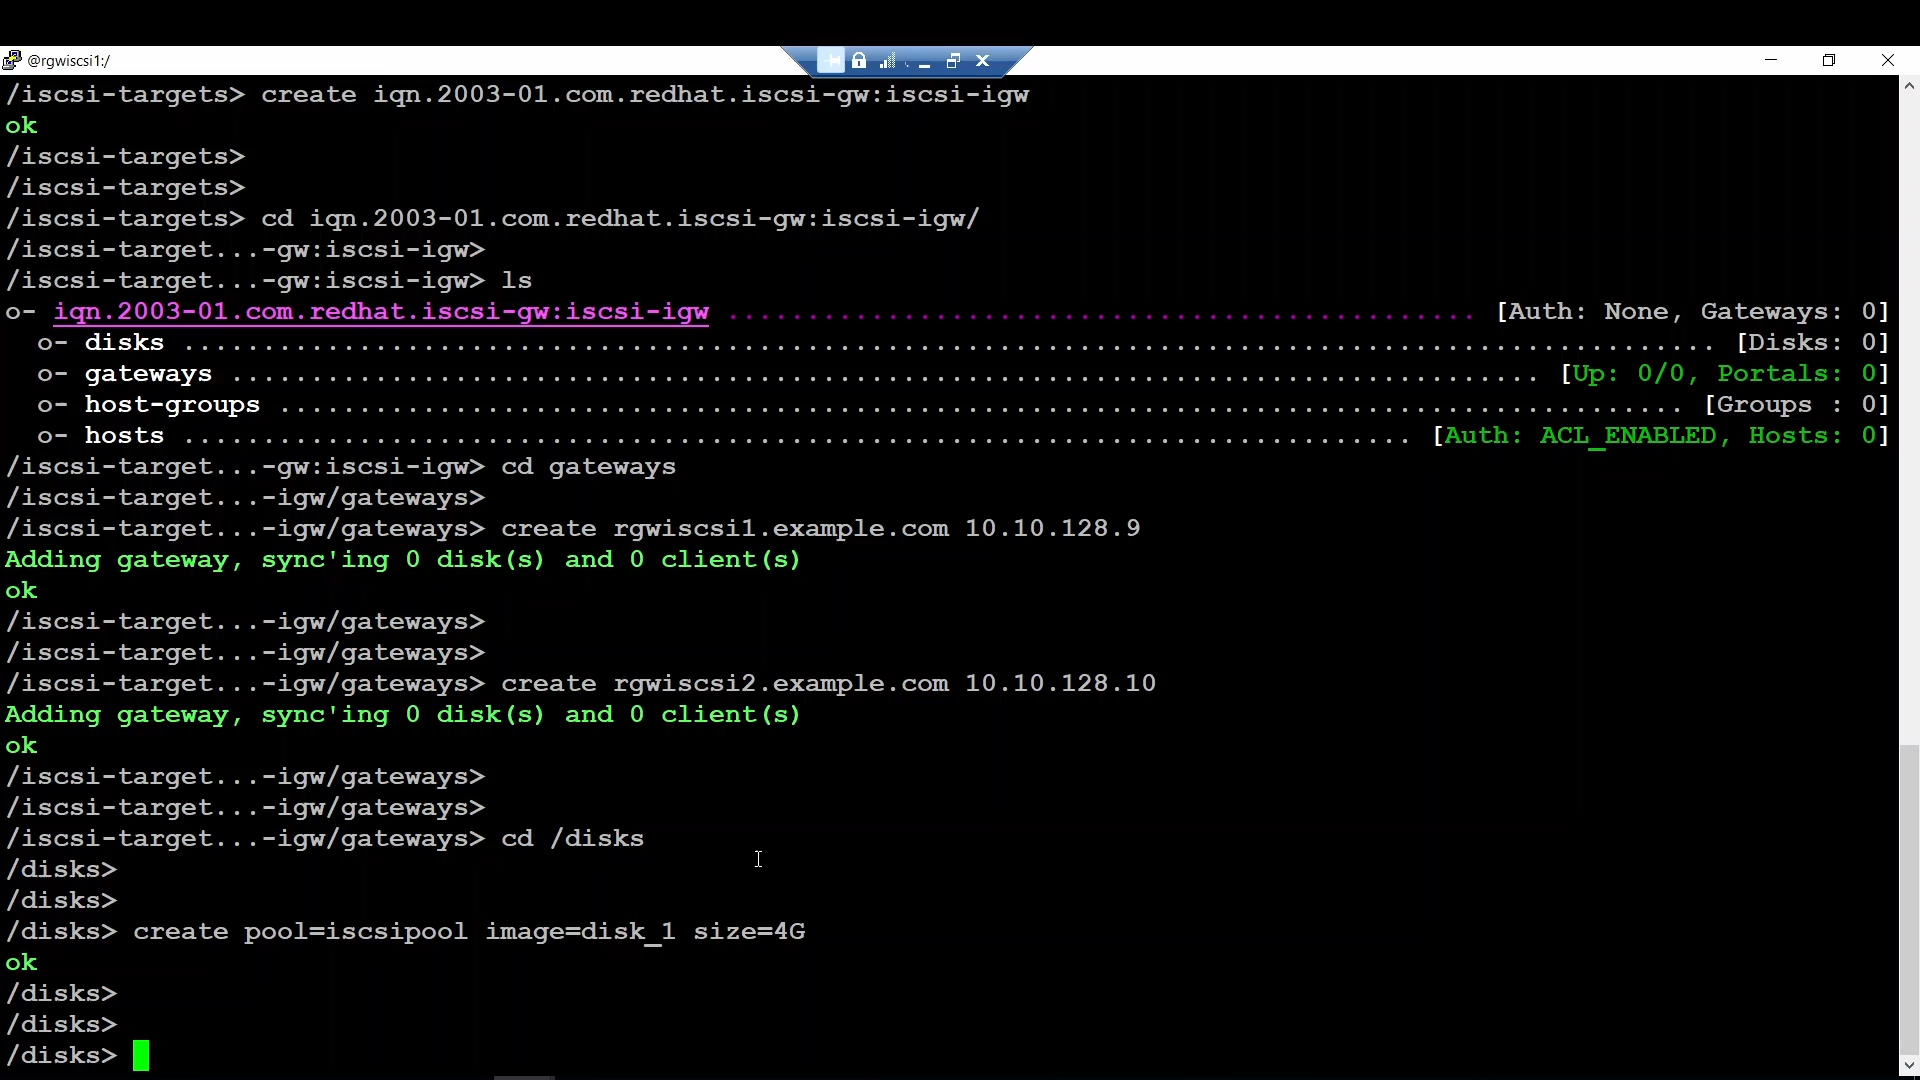 @rgwiscsi1:/
/iscsi-targets> create iqn.2003-01.com.redhat.iscsi-gw:iscsi-igw
ok
/iscsi-targets>
/iscsi-targets>
/iscsi-targets> cd iqn.2003-01.com.redhat.iscsi-gw:iscsi-igw/
/iscsi-target...-gw:iscsi-igw>
/iscsi-target...-gw:iscsi-igw> ls
o- iqn.2003-01.com.redhat.iscsi-gw:iscsi-igw ............................................... [Auth: None, Gateways: 0]
  o- disks ................................................................................................ [Disks: 0]
  o- gateways .................................................................................. [Up: 0/0, Portals: 0]
  o- host-groups ........................................................................................ [Groups : 0]
  o- hosts ............................................................................. [Auth: ACL_ENABLED, Hosts: 0]
/iscsi-target...-gw:iscsi-igw> cd gateways
/iscsi-target...-igw/gateways>
/iscsi-target...-igw/gateways> create rgwiscsi1.example.com 10.10.128.9
Adding gateway, sync'ing 0 disk(s) and 0 client(s)
ok
/iscsi-target...-igw/gateways>
/iscsi-target...-igw/gateways>
/iscsi-target...-igw/gateways> create rgwiscsi2.example.com 10.10.128.10
Adding gateway, sync'ing 0 disk(s) and 0 client(s)
ok
/iscsi-target...-igw/gateways>
/iscsi-target...-igw/gateways>
/iscsi-target...-igw/gateways> cd /disks
/disks>
/disks>
/disks> create pool=iscsipool image=disk_1 size=4G
ok
/disks>
/disks>
/disks>